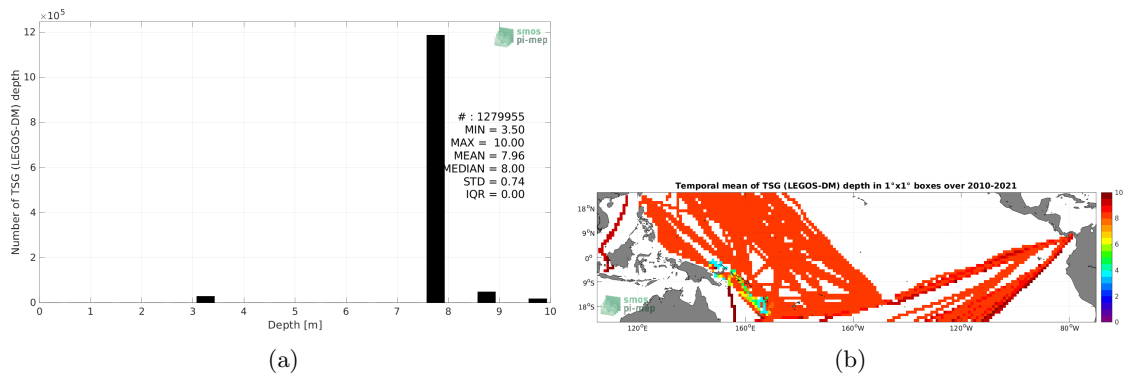 ×10⁵
12
10
8
6
4
2
0
0 1 2 3 4 5 6 7 8 9 10
Number of TSG (LEGOS-DM) depth
Depth [m]
smos
pi-mep
# : 1279955
MIN = 3.50
MAX = 10.00
MEAN = 7.96
MEDIAN = 8.00
STD = 0.74
IQR = 0.00
(a)
Temporal mean of TSG (LEGOS-DM) depth in 1°x1° boxes over 2010-2021
18°N
9°N
0°
9°S
18°S
120°E 160°E 160°W 120°W 80°W
smos
pi-mep
10
8
6
4
2
0
(b)